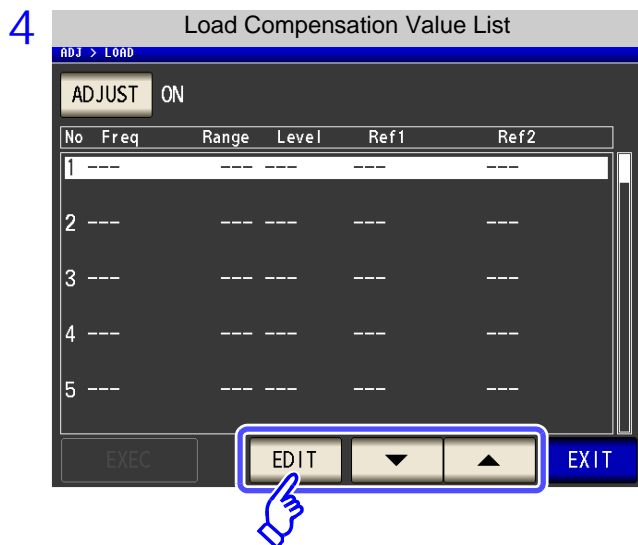 4
Load Compensation Value List
ADJ > LOAD
ADJUST ON
No Freq Range Level Ref1 Ref2
1 --- --- --- --- ---
2 --- --- --- --- ---
3 --- --- --- --- ---
4 --- --- --- --- ---
5 --- --- --- --- ---
EXEC EDIT ▼ ▲ EXIT